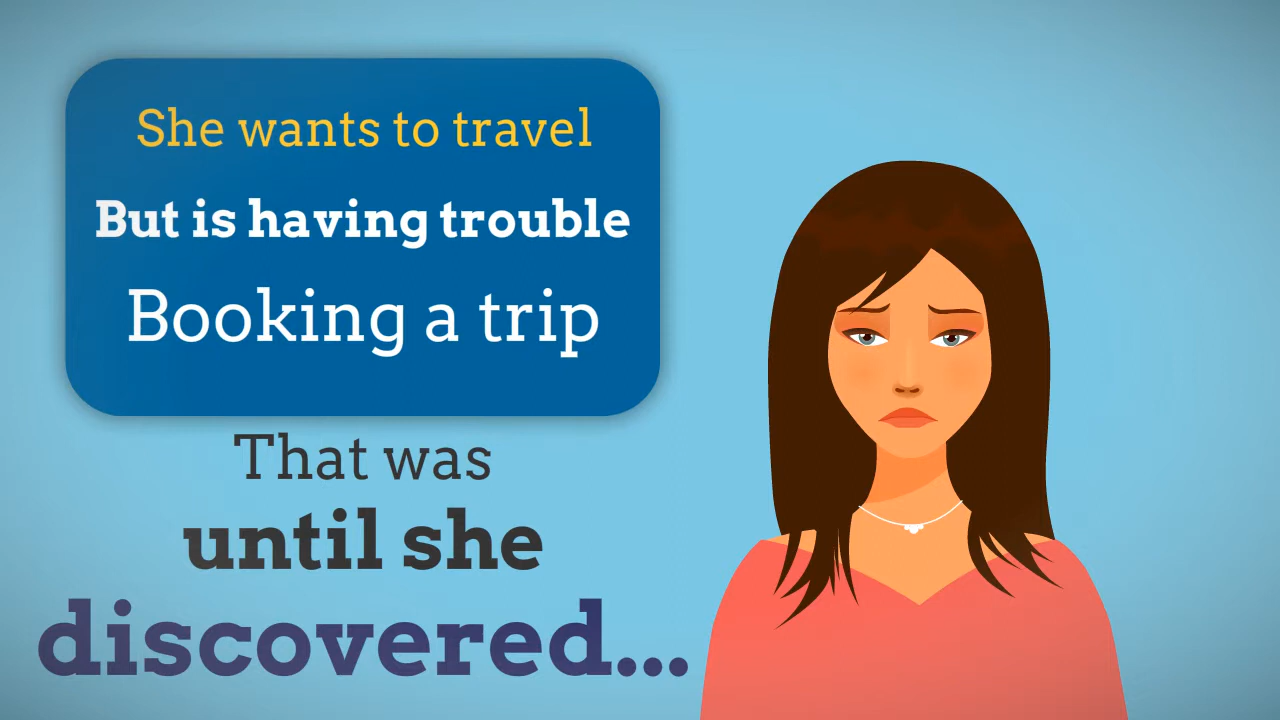 She wants to travel
But is having trouble
Booking a trip
That was
until she
discovered...